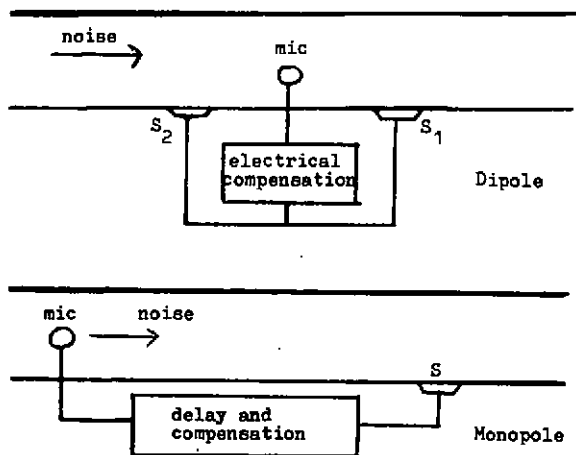 noise
mic
S2
S1
electrical
compensation
Dipole
mic
noise
S
delay and
compensation
Monopole